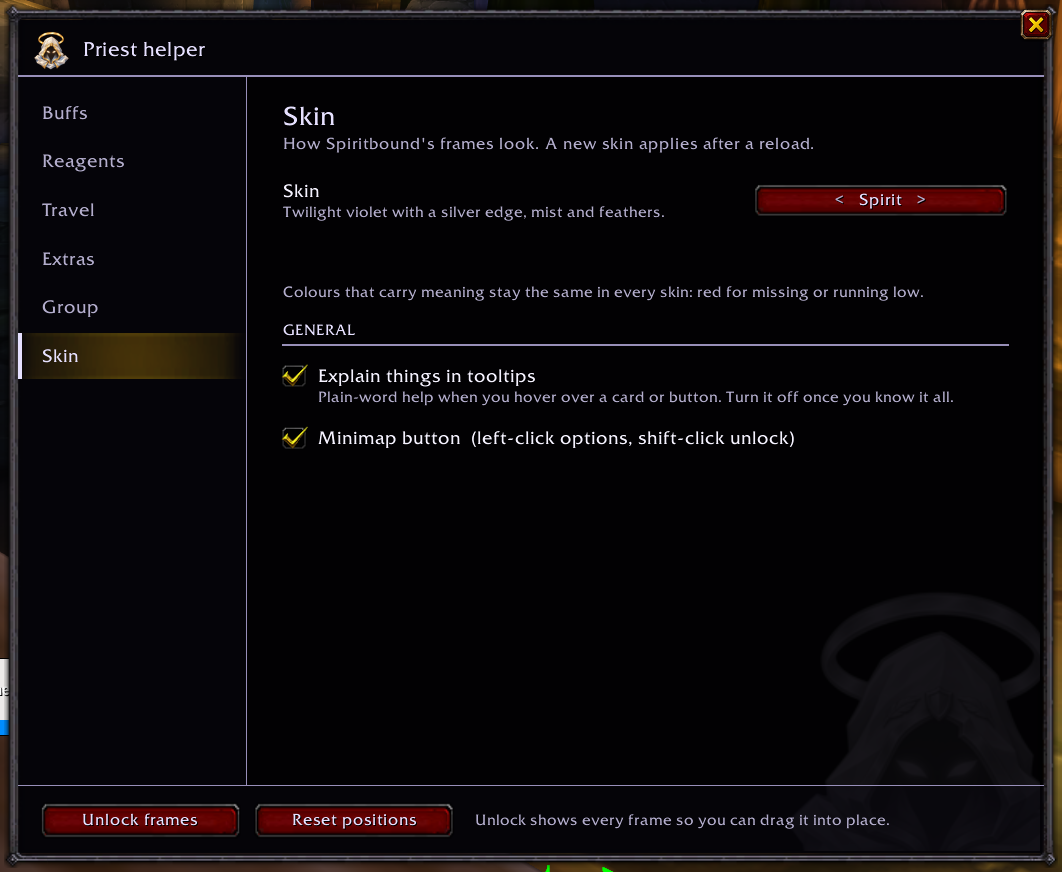 Priest helper
Buffs
Reagents
Travel
Extras
Group
Skin
Skin
How Spiritbound's frames look. A new skin applies after a reload.
Skin
Twilight violet with a silver edge, mist and feathers.
< Spirit >
Colours that carry meaning stay the same in every skin: red for missing or running low.
GENERAL
Explain things in tooltips
Plain-word help when you hover over a card or button. Turn it off once you know it all.
Minimap button (left-click options, shift-click unlock)
Unlock frames
Reset positions
Unlock shows every frame so you can drag it into place.